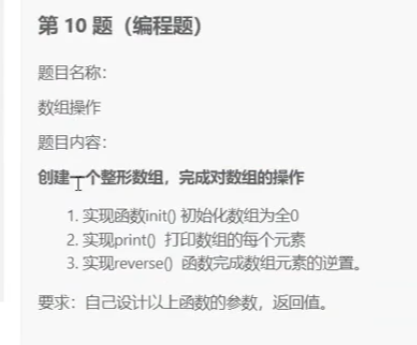 第 10 题（编程题）
题目名称：
数组操作
题目内容：
创建一个整形数组，完成对数组的操作
1. 实现函数init() 初始化数组为全0
2. 实现print()  打印数组的每个元素
3. 实现reverse()  函数完成数组元素的逆置。
要求：自己设计以上函数的参数，返回值。